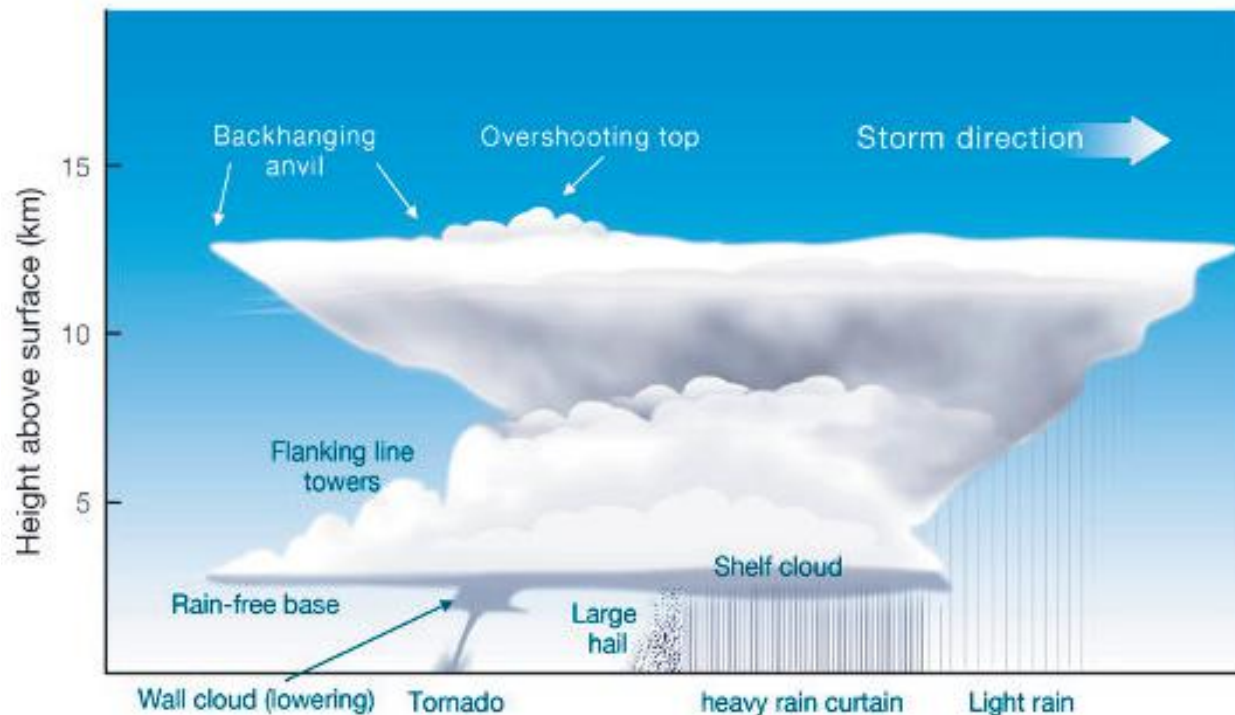 Backhanging
anvil
Overshooting top
Storm direction
15
10
5
Height above surface (km)
Flanking line
towers
Shelf cloud
Rain-free base
Large
hail
Wall cloud (lowering)
Tornado
heavy rain curtain
Light rain